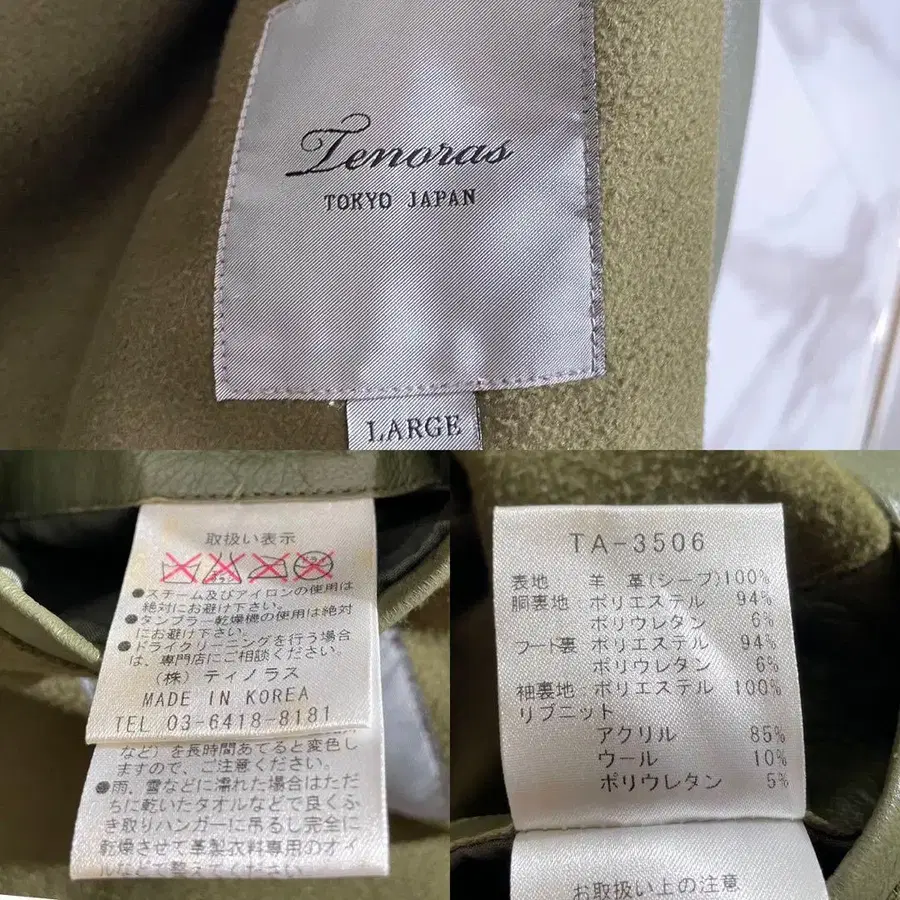 Tenoras
TOKYO JAPAN
LARGE
取扱い表示
●スチーム及びアイロンの使用は
絶対にお避け下さい。
●タンブラー乾燥機の使用は絶対
にお避け下さい。
●ドライクリーニングを行う場合
は、専門店にご相談ください。
(株) ティノラス
MADE IN KOREA
TEL 03-6418-8181
など)を長時間あてると変色し
ますので、ご注意ください。
●雨、雪などに濡れた場合はただ
ちに乾いたタオルなどで良くふ
き取りハンガーに吊るし完全に
乾燥させて革製衣料専用のオイ
ルなどで整えてください。
TA-3506
表地 羊 革(シープ)100%
胴裏地 ポリエステル 94%
ポリウレタン 6%
フード裏 ポリエステル 94%
ポリウレタン 6%
袖裏地 ポリエステル 100%
リブニット
アクリル 85%
ウール 10%
ポリウレタン 5%
お取扱い上の注意